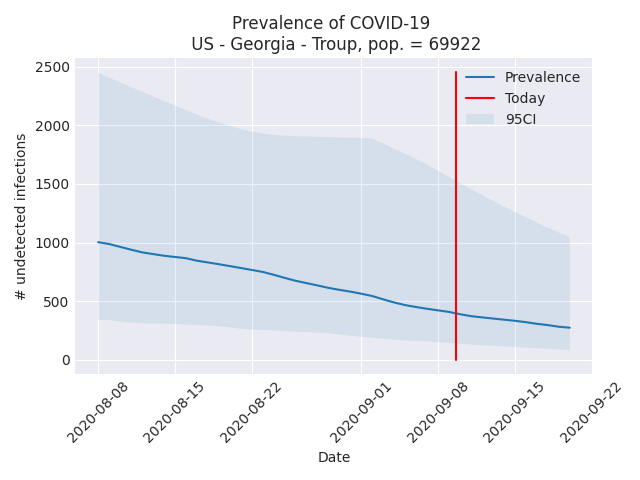 Prevalence of COVID-19
US - Georgia - Troup, pop. = 69922
2500
2000
1500
1000
500
0
# undetected infections
Prevalence
Today
95CI
2020-08-08
2020-08-15
2020-08-22
2020-09-01
2020-09-08
2020-09-15
2020-09-22
Date